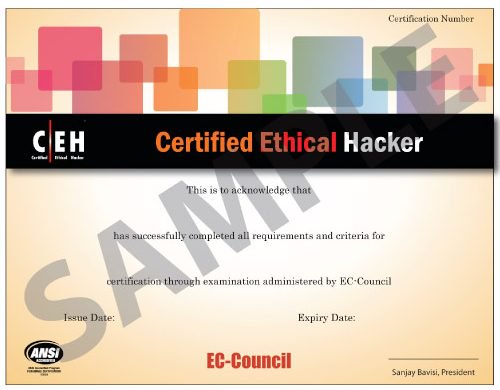 Certification Number
C|EH
Certified Ethical Hacker
Certified Ethical Hacker
This is to acknowledge that
has successfully completed all requirements and criteria for
certification through examination administered by EC-Council
Issue Date:
Expiry Date:
SAMPLE
ANSI
EC-Council
Sanjay Bavisi, President